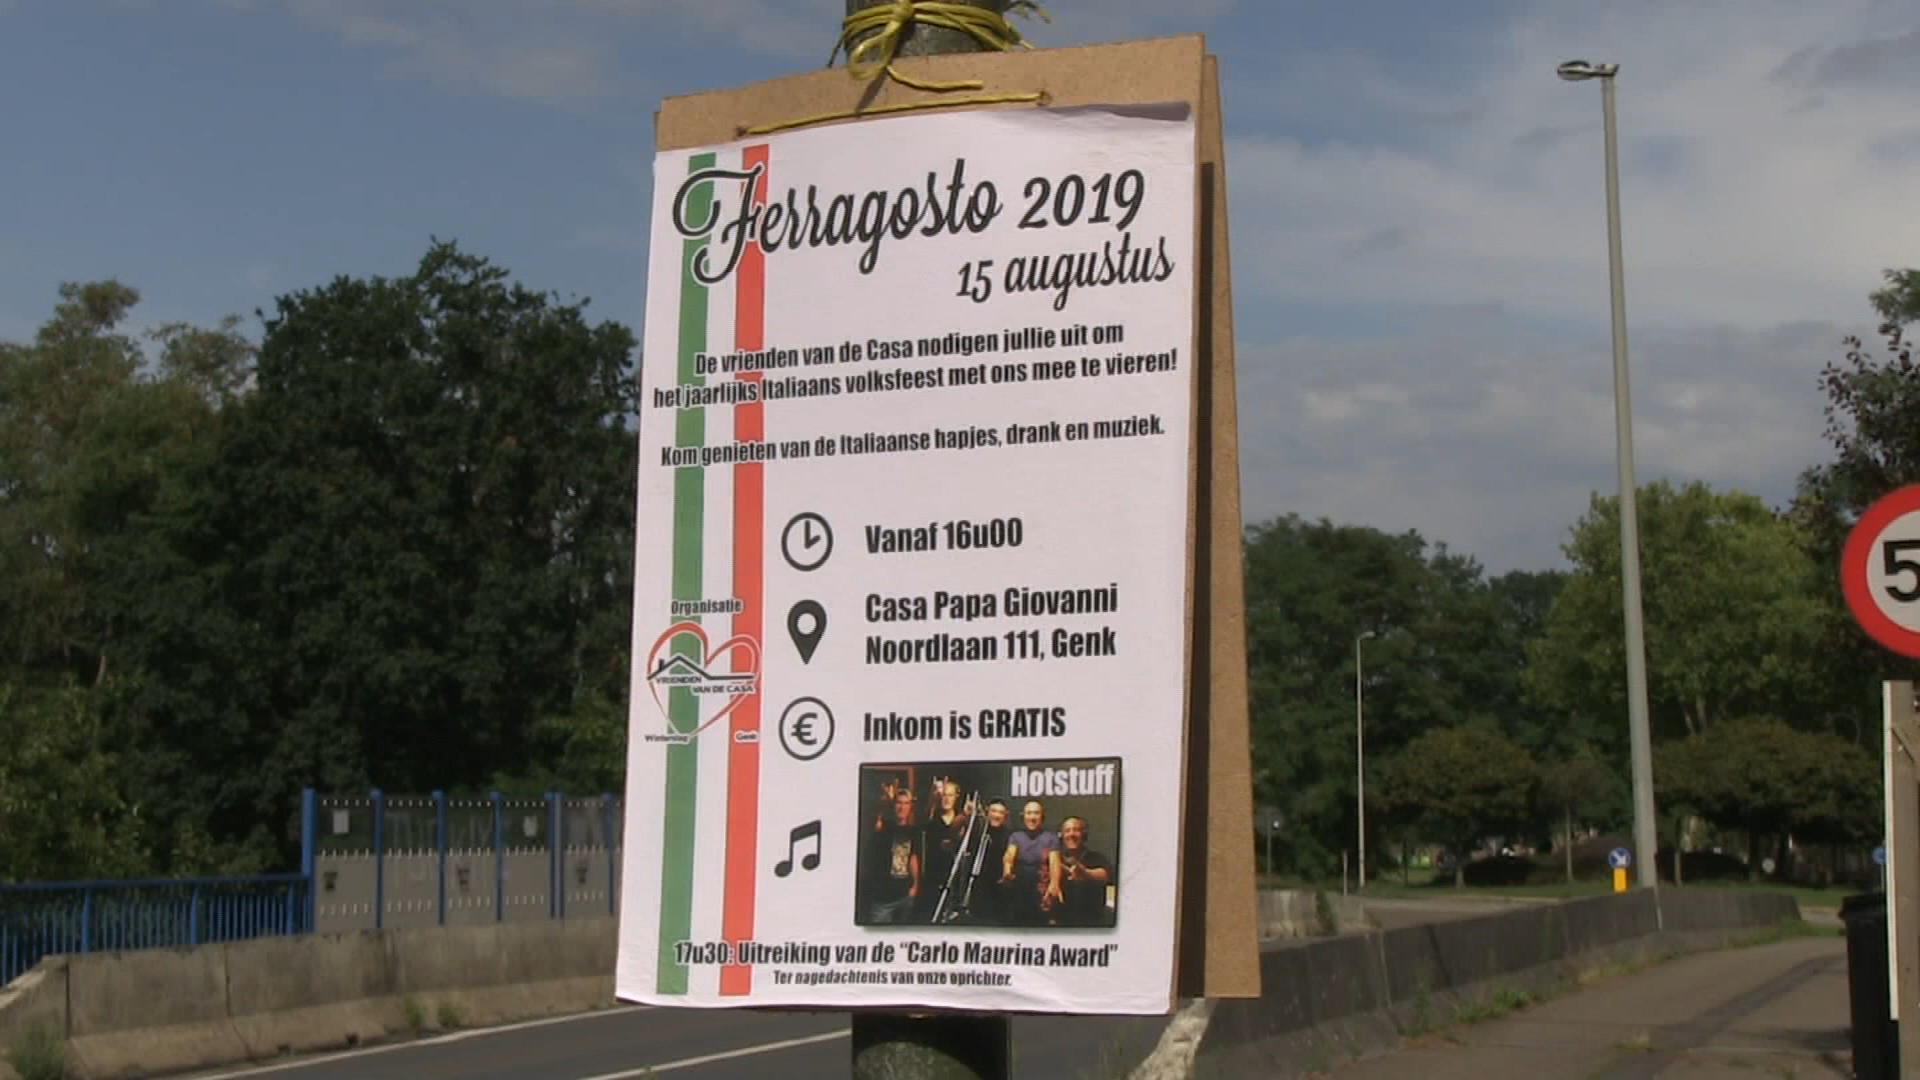 Ferragosto 2019
15 augustus
De vrienden van de Casa nodigen jullie uit om
het jaarlijks Italiaans volksfeest met ons mee te vieren!
Kom genieten van de Italiaanse hapjes, drank en muziek.
Vanaf 16u00
Casa Papa Giovanni
Noordlaan 111, Genk
Inkom is GRATIS
Organisatie
VRIENDEN
VAN DE CASA
Winterslag Genk
Hotstuff
17u30: Uitreiking van de "Carlo Maurina Award"
Ter nagedachtenis van onze oprichter.
5